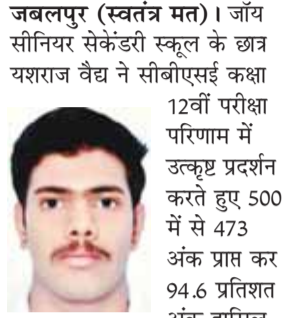 जबलपुर (स्वतंत्र मत)। जॉय
सीनियर सेकेंडरी स्कूल के छात्र
यशराज वैद्य ने सीबीएसई कक्षा
12वीं परीक्षा
परिणाम में
उत्कृष्ट प्रदर्शन
करते हुए 500
में से 473
अंक प्राप्त कर
94.6 प्रतिशत